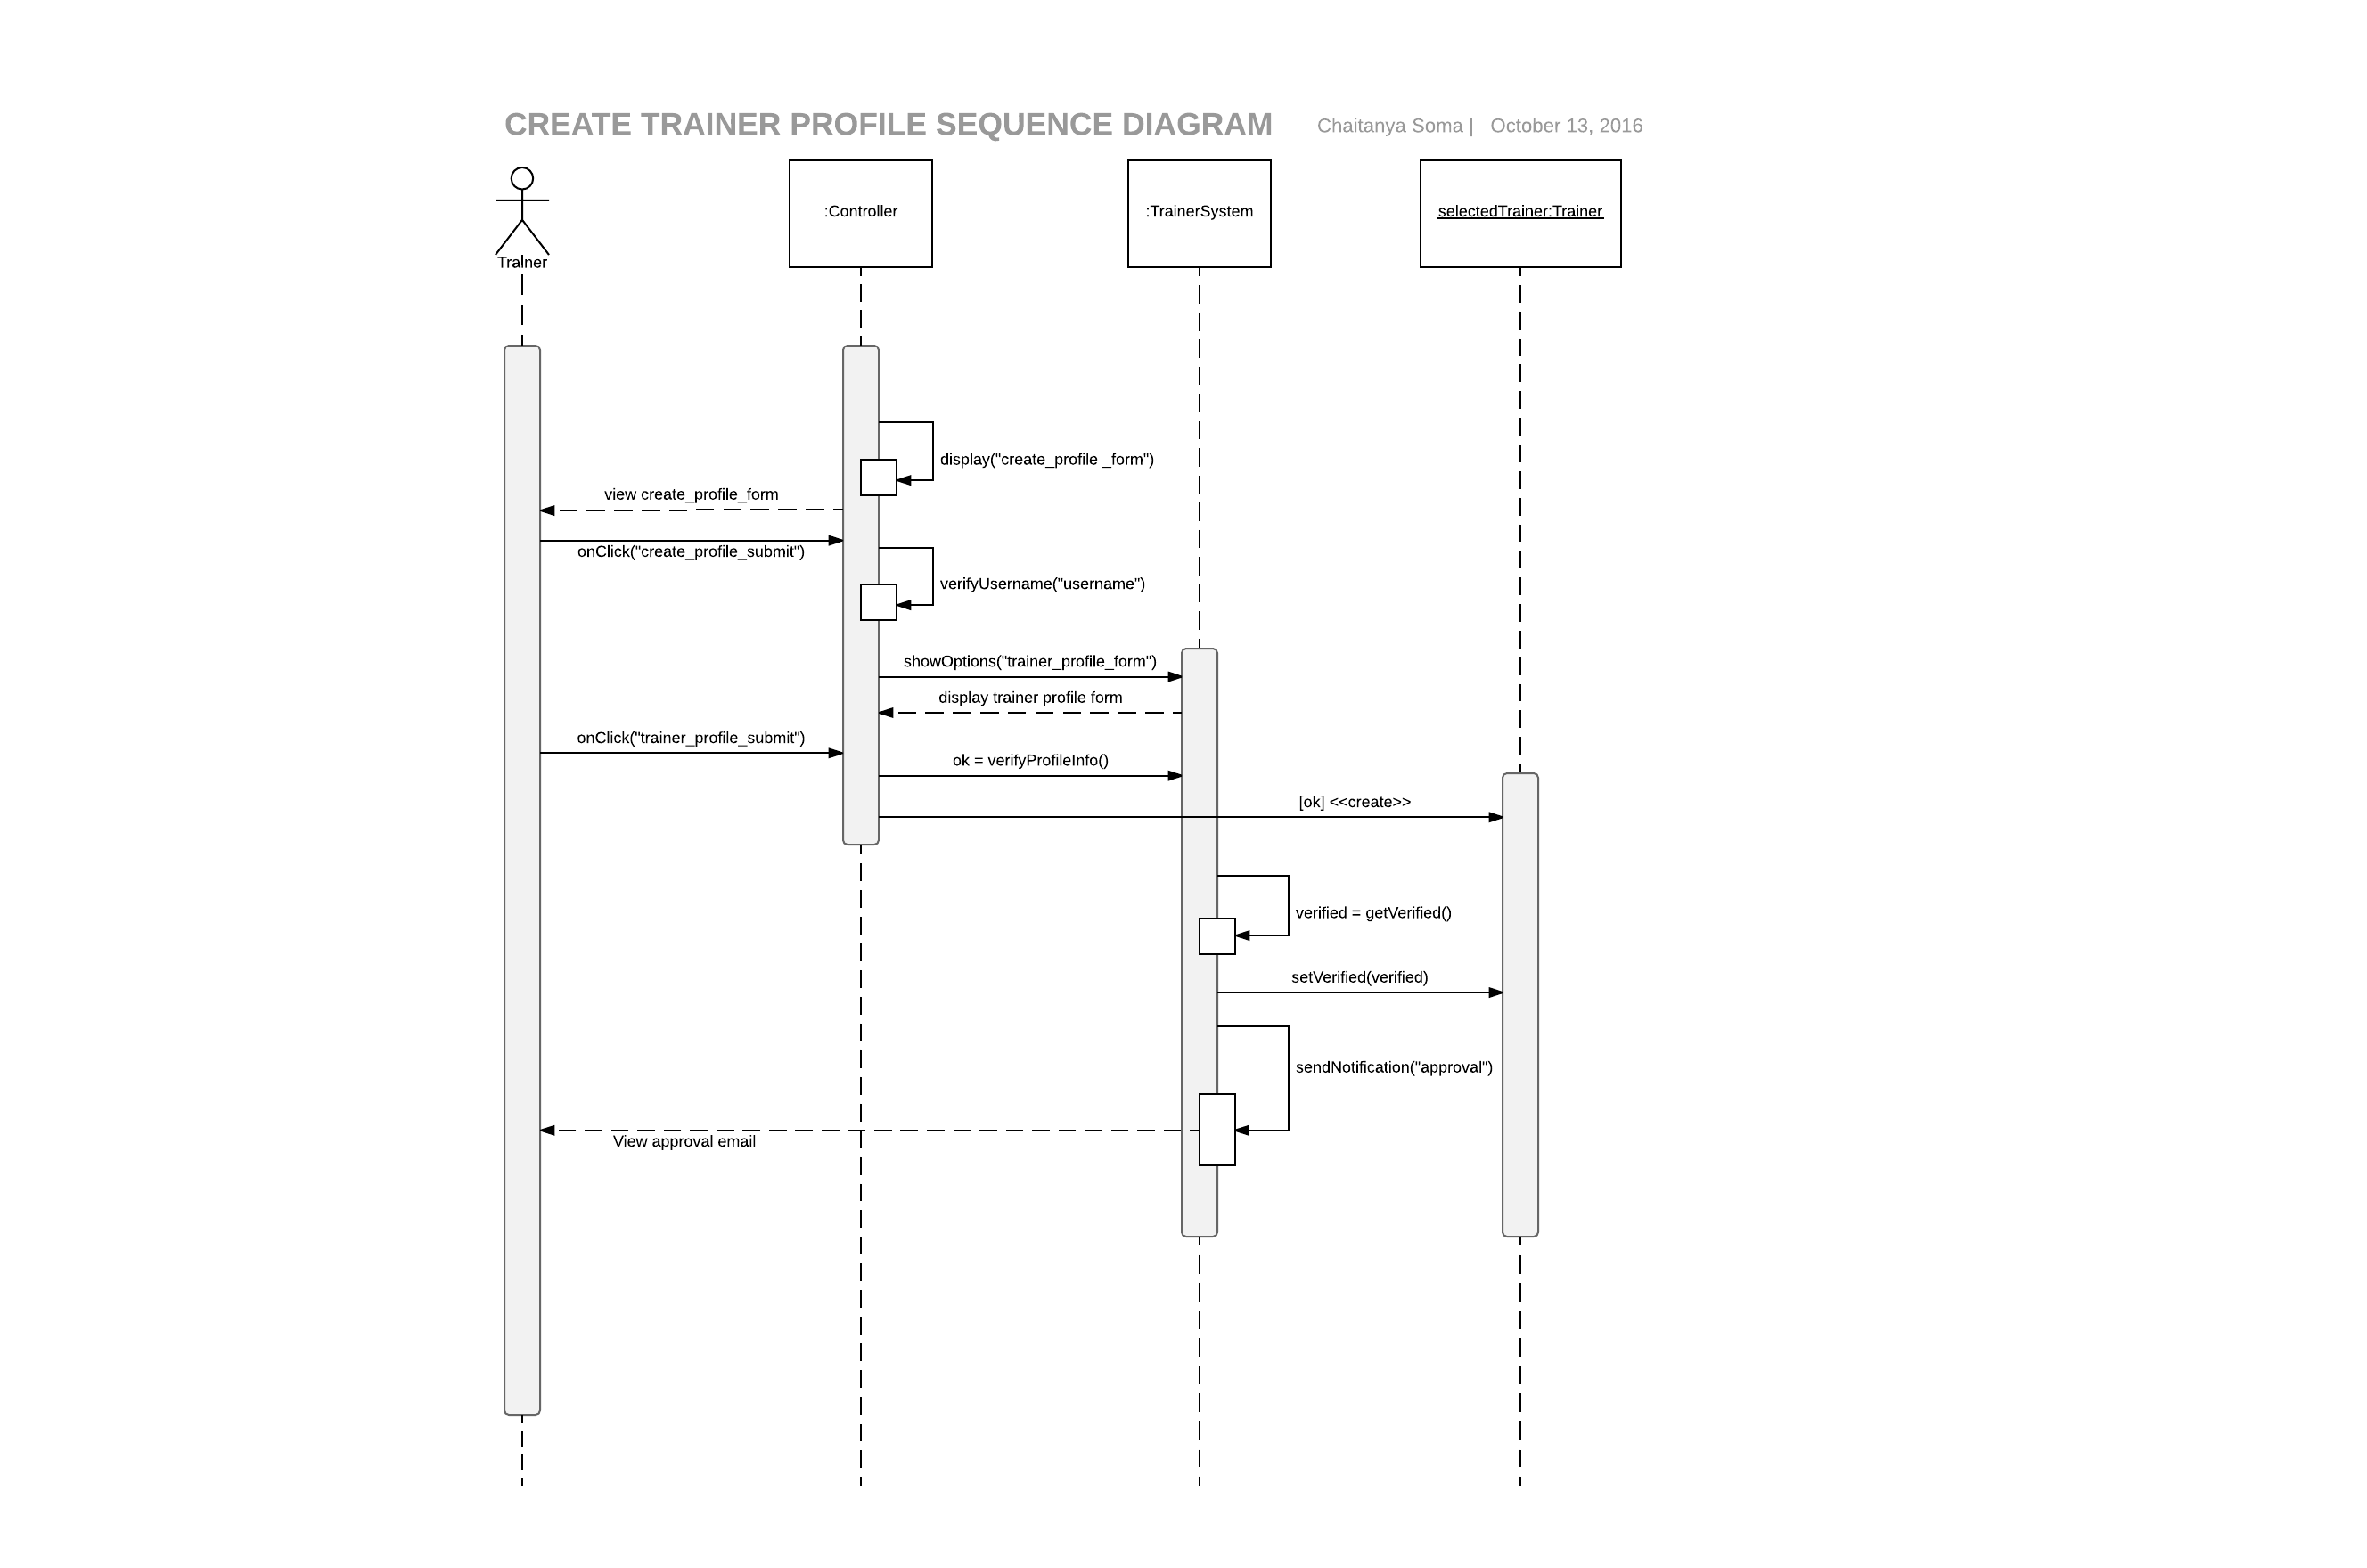 CREATE TRAINER PROFILE SEQUENCE DIAGRAM
Chaitanya Soma | October 13, 2016
Trainer
:Controller
:TrainerSystem
selectedTrainer:Trainer
display("create_profile _form")
view create_profile_form
onClick("create_profile_submit")
verifyUsername("username")
showOptions("trainer_profile_form")
display trainer profile form
onClick("trainer_profile_submit")
ok = verifyProfileInfo()
[ok] <<create>>
verified = getVerified()
setVerified(verified)
sendNotification("approval")
View approval email